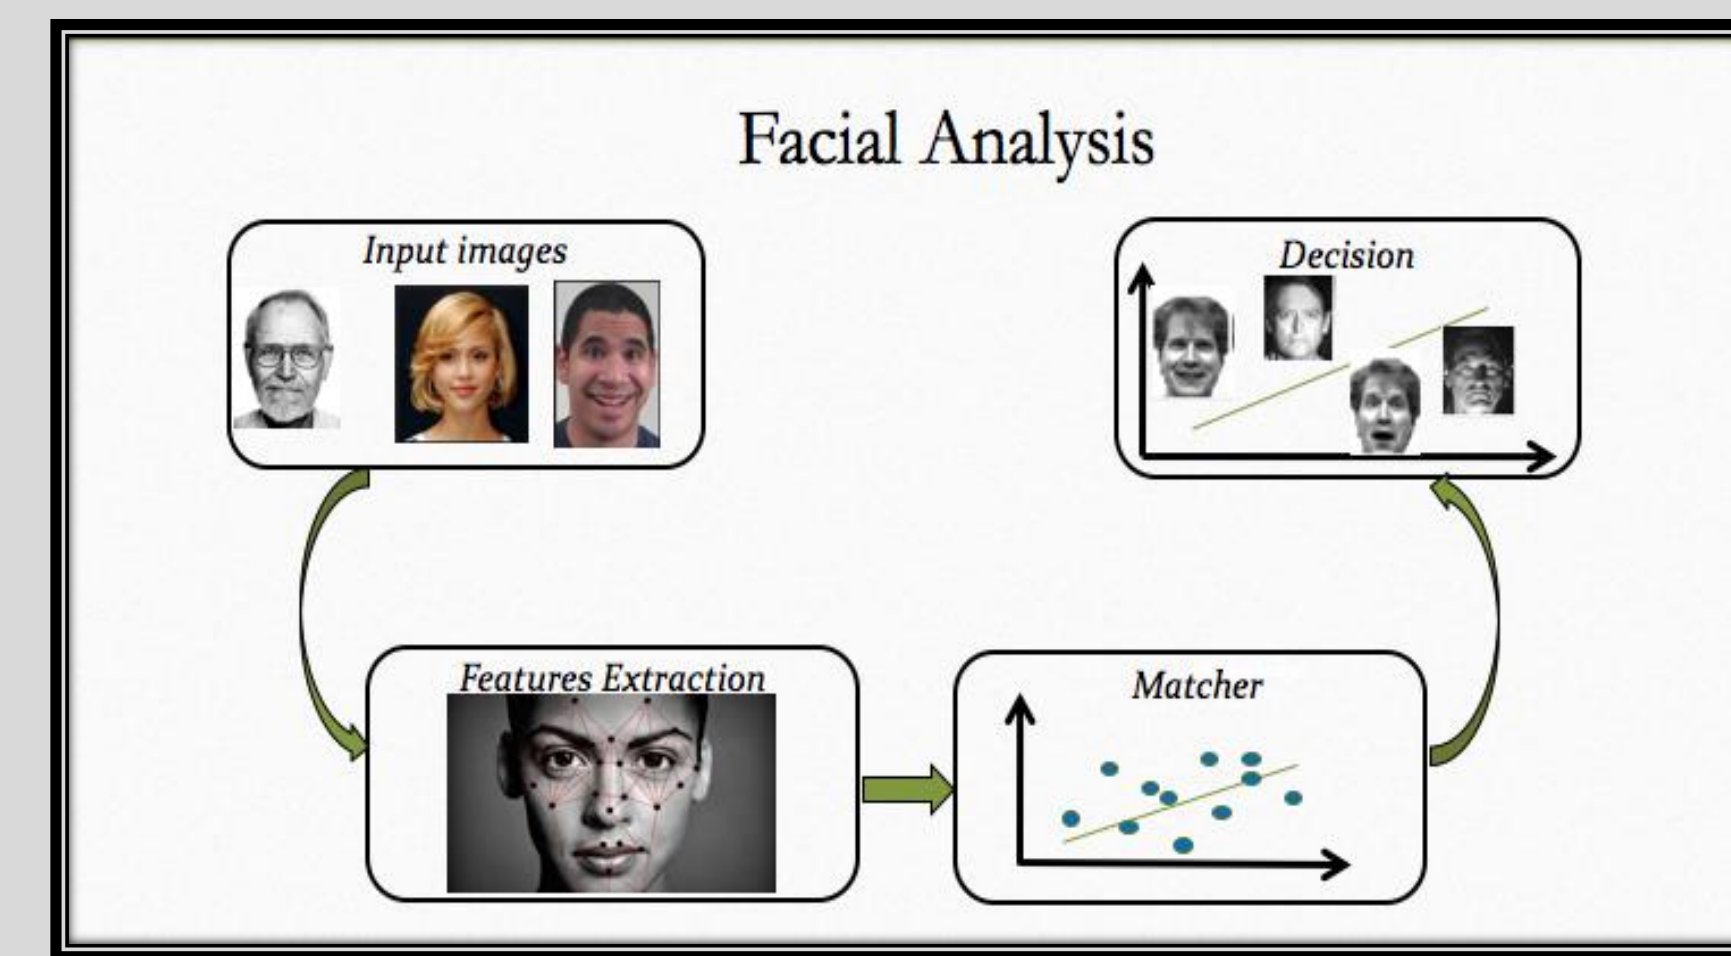 Facial Analysis
Input images
Decision
Features Extraction
Matcher